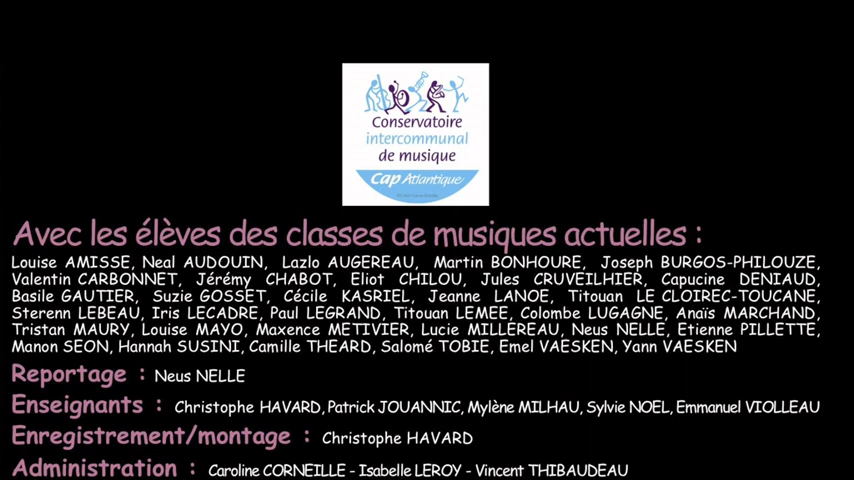 Conservatoire
intercommunal
de musique
Cap Atlantique
Avec les élèves des classes de musiques actuelles :
Louise AMISSE, Neal AUDOUIN, Lazlo AUGEREAU, Martin BONHOURE, Joseph BURGOS-PHILOUZE,
Valentin CARBONNET, Jérémy CHABOT, Eliot CHILOU, Jules CRUVEILHIER, Capucine DENIAUD,
Basile GAUTIER, Suzie GOSSET, Cécile KASRIEL, Jeanne LANOE, Titouan LE CLOIREC-TOUCANE,
Sterenn LEBEAU, Iris LECADRE, Paul LEGRAND, Titouan LEMEE, Colombe LUGAGNE, Anaïs MARCHAND,
Tristan MAURY, Louise MAYO, Maxence METIVIER, Lucie MILLEREAU, Neus NELLE, Etienne PILLETTE,
Manon SEON, Hannah SUSINI, Camille THEARD, Salomé TOBIE, Emel VAESKEN, Yann VAESKEN
Reportage : Neus NELLE
Enseignants : Christophe HAVARD, Patrick JOUANNIC, Mylène MILHAU, Sylvie NOEL, Emmanuel VIOLLEAU
Enregistrement/montage : Christophe HAVARD
Administration : Caroline CORNEILLE - Isabelle LEROY - Vincent THIBAUDEAU